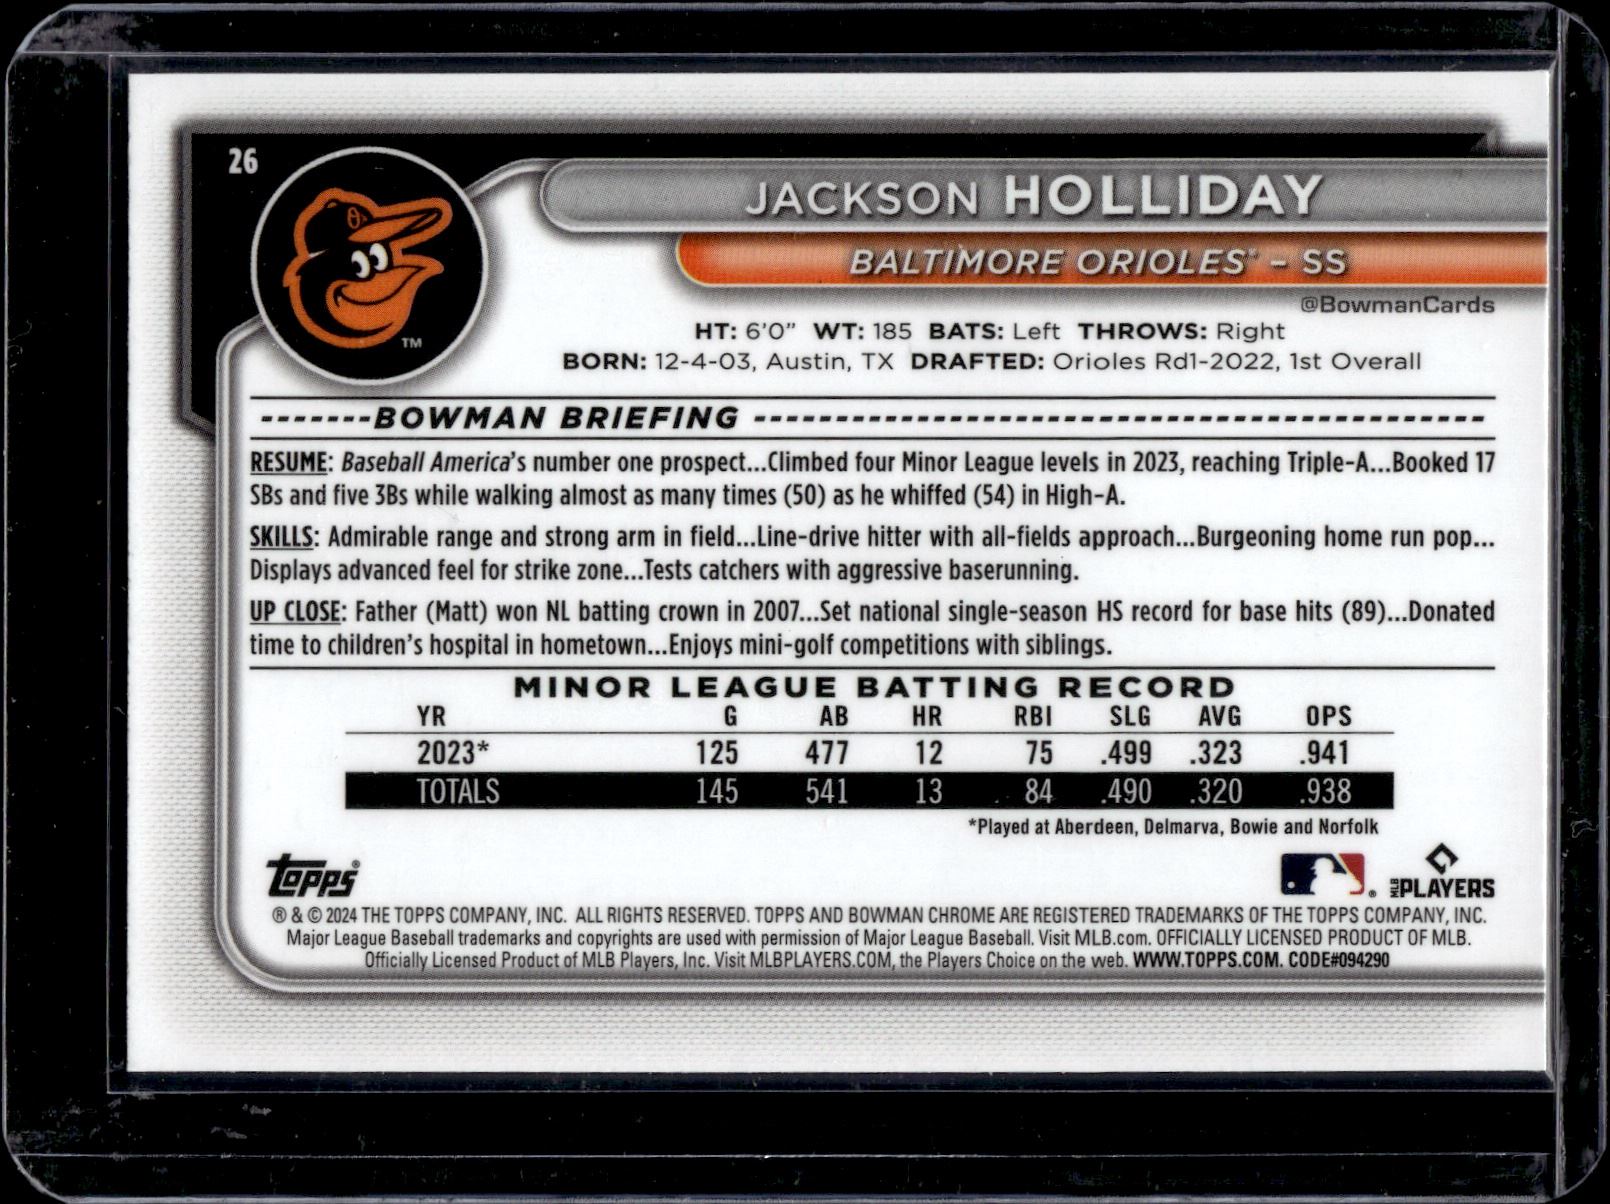 26
JACKSON HOLLIDAY
BALTIMORE ORIOLES™ – SS
@BowmanCards
HT: 6'0" WT: 185 BATS: Left THROWS: Right
BORN: 12-4-03, Austin, TX DRAFTED: Orioles Rd1-2022, 1st Overall
TM
-------BOWMAN BRIEFING ---------------------------------------
RESUME: Baseball America's number one prospect...Climbed four Minor League levels in 2023, reaching Triple-A...Booked 17
SBs and five 3Bs while walking almost as many times (50) as he whiffed (54) in High-A.
SKILLS: Admirable range and strong arm in field...Line-drive hitter with all-fields approach...Burgeoning home run pop...
Displays advanced feel for strike zone...Tests catchers with aggressive baserunning.
UP CLOSE: Father (Matt) won NL batting crown in 2007...Set national single-season HS record for base hits (89)...Donated
time to children's hospital in hometown...Enjoys mini-golf competitions with siblings.
MINOR LEAGUE BATTING RECORD
YR G AB HR RBI SLG AVG OPS
2023* 125 477 12 75 .499 .323 .941
TOTALS 145 541 13 84 .490 .320 .938
*Played at Aberdeen, Delmarva, Bowie and Norfolk
Topps®
® MLB PLAYERS
® & © 2024 THE TOPPS COMPANY, INC. ALL RIGHTS RESERVED. TOPPS AND BOWMAN CHROME ARE REGISTERED TRADEMARKS OF THE TOPPS COMPANY, INC.
Major League Baseball trademarks and copyrights are used with permission of Major League Baseball. Visit MLB.com. OFFICIALLY LICENSED PRODUCT OF MLB.
Officially Licensed Product of MLB Players, Inc. Visit MLBPLAYERS.COM, the Players Choice on the web. WWW.TOPPS.COM. CODE#094290